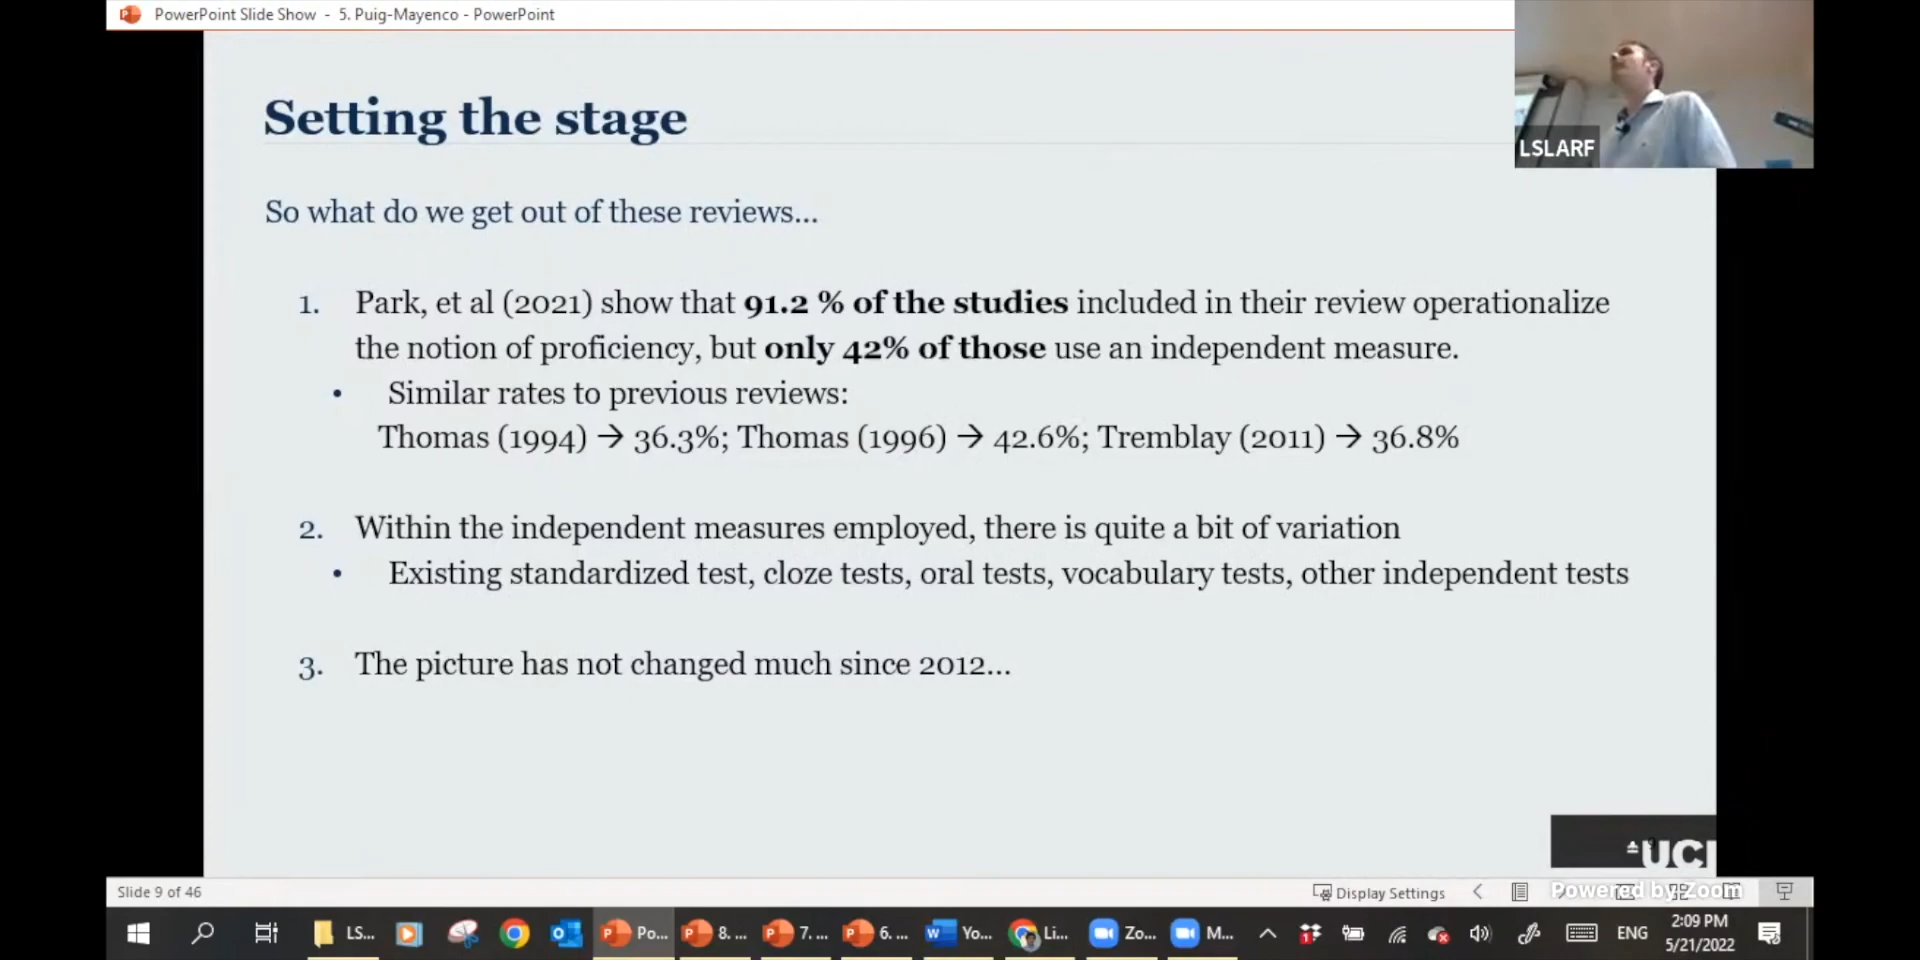 PowerPoint Slide Show - 5. Puig-Mayenco - PowerPoint
LSLARF
Setting the stage
So what do we get out of these reviews...
1. Park, et al (2021) show that 91.2 % of the studies included in their review operationalize
the notion of proficiency, but only 42% of those use an independent measure.
• Similar rates to previous reviews:
Thomas (1994) → 36.3%; Thomas (1996) → 42.6%; Tremblay (2011) → 36.8%
2. Within the independent measures employed, there is quite a bit of variation
• Existing standardized test, cloze tests, oral tests, vocabulary tests, other independent tests
3. The picture has not changed much since 2012...
9
UCL
Slide 9 of 46
Display Settings
Powered by Zoom
LS...
Po...
8. ...
7. ...
6. ...
Yo...
Li...
Zo...
M...
ENG
2:09 PM
5/21/2022